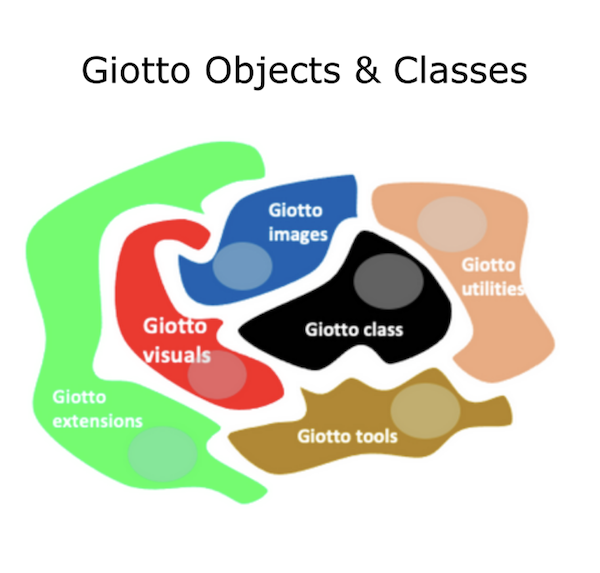 Giotto Objects & Classes
Giotto
images
Giotto
utilities
Giotto
visuals
Giotto class
Giotto
extensions
Giotto tools